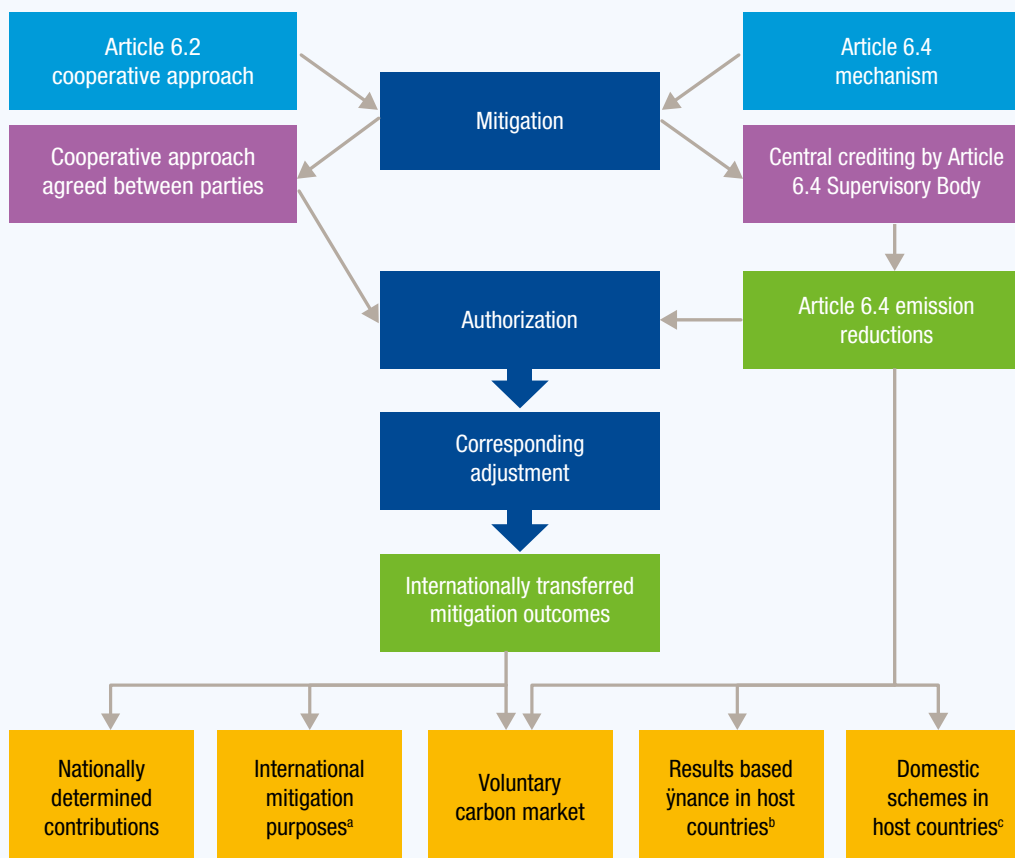 Article 6.2
cooperative approach
Article 6.4
mechanism
Mitigation
Cooperative approach
agreed between parties
Central crediting by Article
6.4 Supervisory Body
Authorization
Article 6.4 emission
reductions
Corresponding
adjustment
Internationally transferred
mitigation outcomes
Nationally
determined
contributions
International
mitigation
purposesᵃ
Voluntary
carbon market
Results based
ÿnance in host
countriesᵇ
Domestic
schemes in
host countriesᶜ